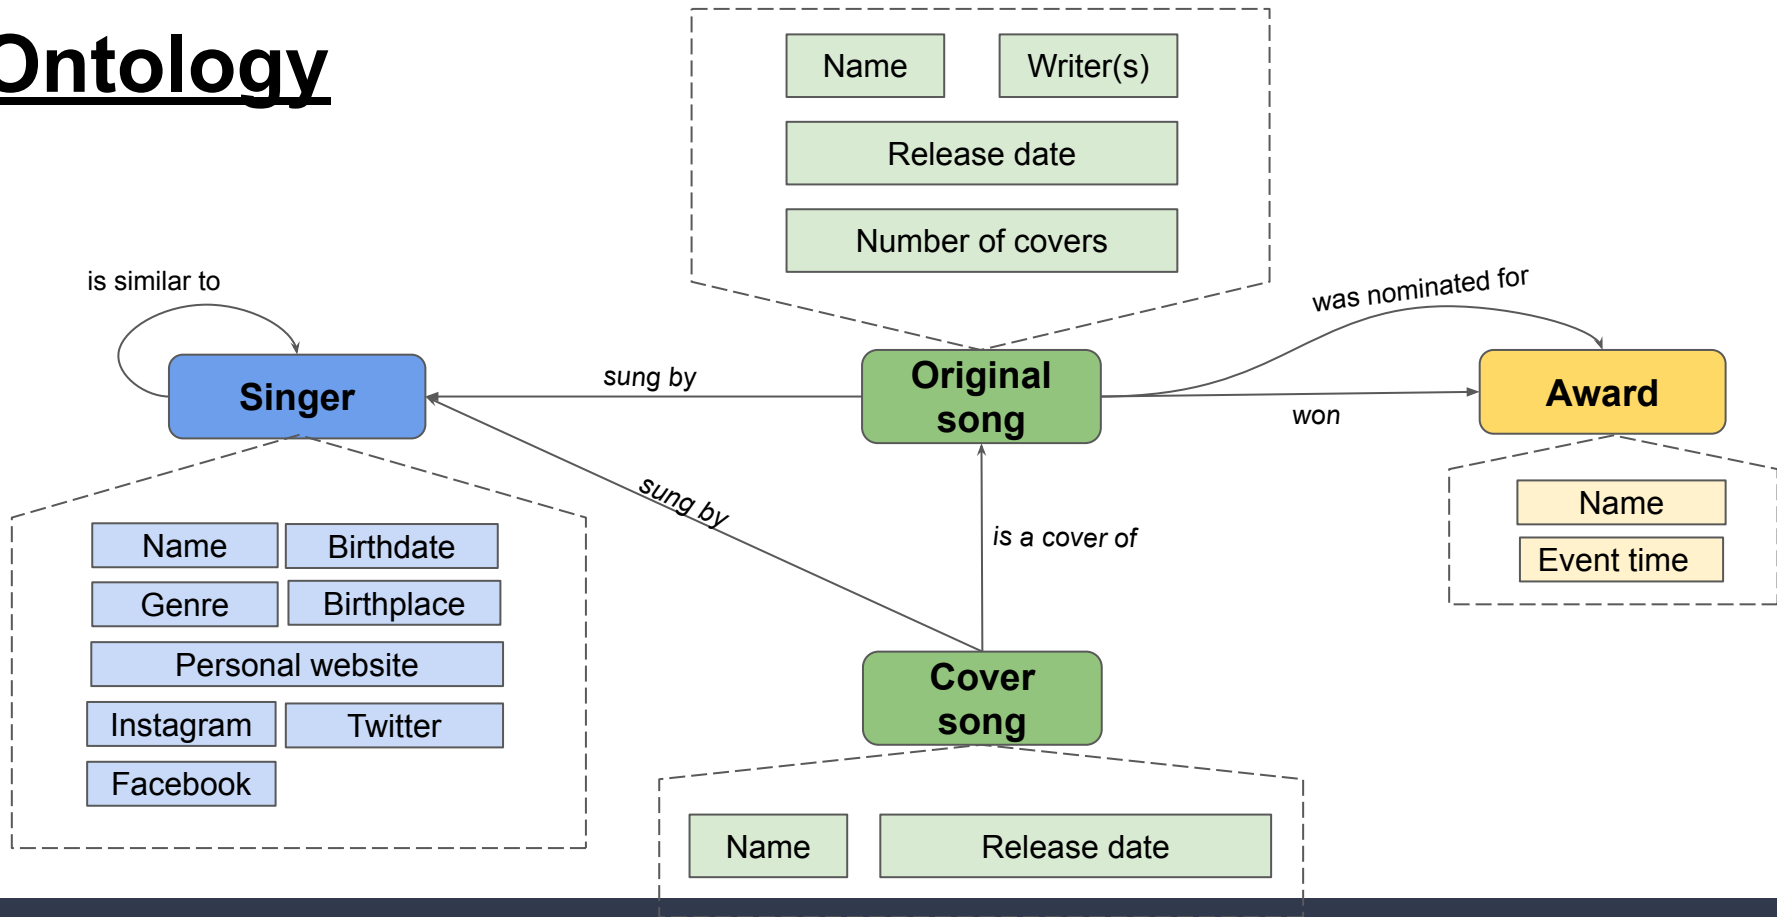 Ontology
Name
Writer(s)
Release date
Number of covers
is similar to
was nominated for
Singer
sung by
Original
song
won
Award
sung by
is a cover of
Name
Event time
Name
Birthdate
Genre
Birthplace
Personal website
Instagram
Twitter
Facebook
Cover
song
Name
Release date